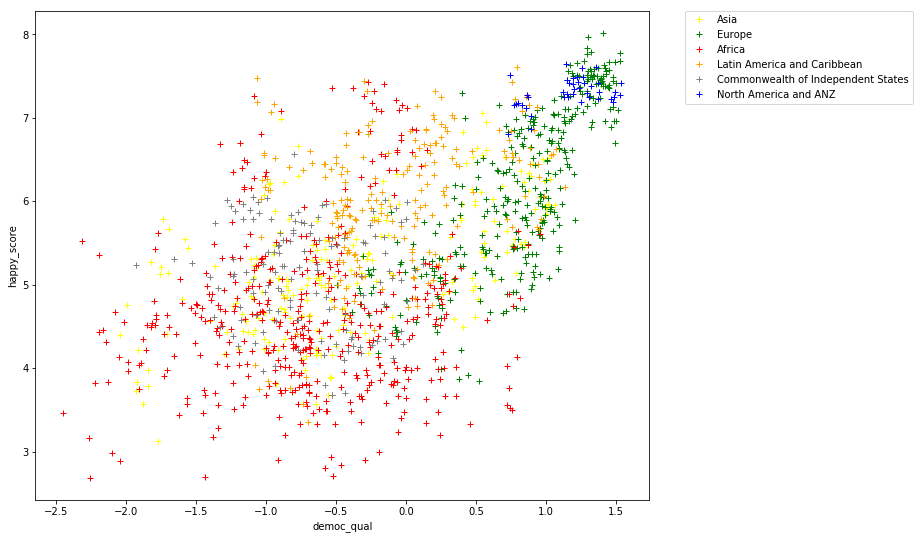 8
7
6
5
4
3
happy_score
-2.5
-2.0
-1.5
-1.0
-0.5
0.0
0.5
1.0
1.5
democ_qual
Asia
Europe
Africa
Latin America and Caribbean
Commonwealth of Independent States
North America and ANZ